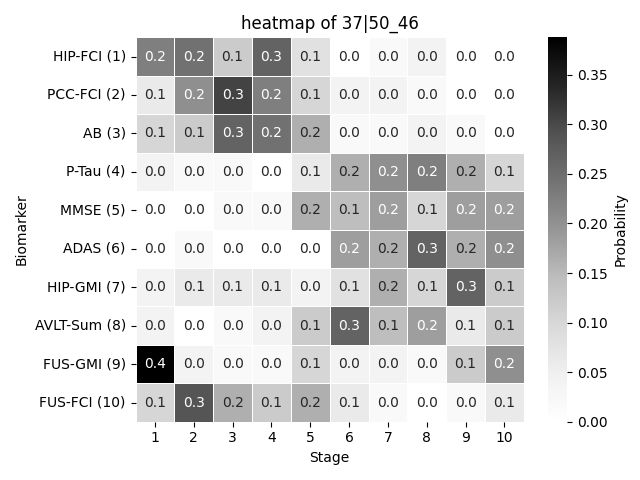 heatmap of 37|50_46
HIP-FCI (1) 0.2 0.2 0.1 0.3 0.1 0.0 0.0 0.0 0.0 0.0
PCC-FCI (2) 0.1 0.2 0.3 0.2 0.1 0.0 0.0 0.0 0.0 0.0
AB (3) 0.1 0.1 0.3 0.2 0.2 0.0 0.0 0.0 0.0 0.0
P-Tau (4) 0.0 0.0 0.0 0.0 0.1 0.2 0.2 0.2 0.2 0.1
MMSE (5) 0.0 0.0 0.0 0.0 0.2 0.1 0.2 0.1 0.2 0.2
ADAS (6) 0.0 0.0 0.0 0.0 0.0 0.2 0.2 0.3 0.2 0.2
HIP-GMI (7) 0.0 0.1 0.1 0.1 0.0 0.1 0.2 0.1 0.3 0.1
AVLT-Sum (8) 0.0 0.0 0.0 0.0 0.1 0.3 0.1 0.2 0.1 0.1
FUS-GMI (9) 0.4 0.0 0.0 0.0 0.1 0.0 0.0 0.0 0.1 0.2
FUS-FCI (10) 0.1 0.3 0.2 0.1 0.2 0.1 0.0 0.0 0.0 0.1
1 2 3 4 5 6 7 8 9 10
Stage
Biomarker
0.35
0.30
0.25
0.20
0.15
0.10
0.05
0.00
Probability